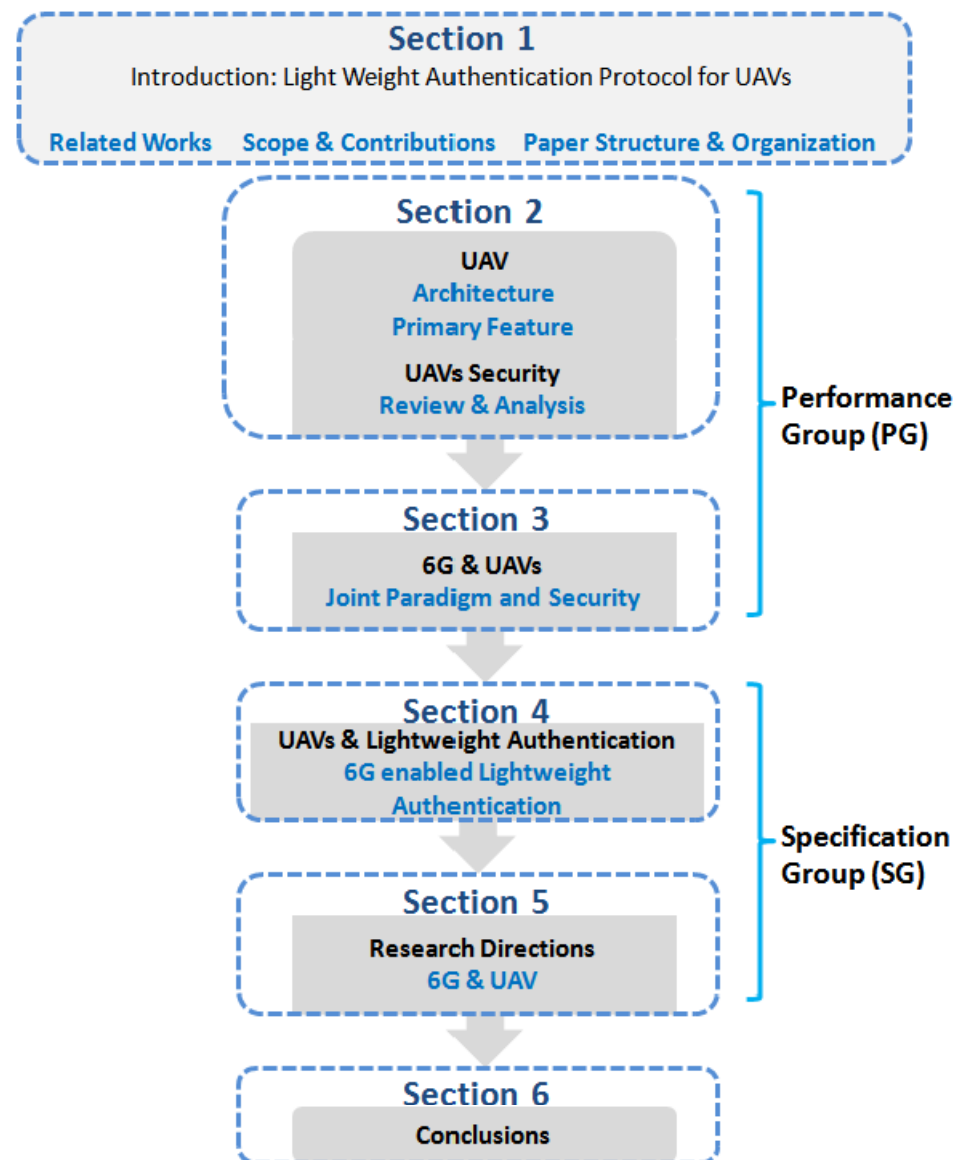 Section 1
Introduction: Light Weight Authentication Protocol for UAVs
Related Works Scope & Contributions Paper Structure & Organization
Section 2
UAV
Architecture
Primary Feature
UAVs Security
Review & Analysis
Performance
Group (PG)
Section 3
6G & UAVs
Joint Paradigm and Security
Section 4
UAVs & Lightweight Authentication
6G enabled Lightweight
Authentication
Specification
Group (SG)
Section 5
Research Directions
6G & UAV
Section 6
Conclusions